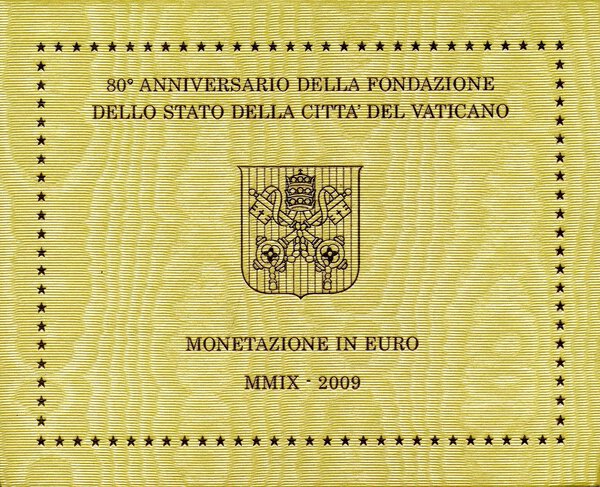 80° ANNIVERSARIO DELLA FONDAZIONE
DELLO STATO DELLA CITTA' DEL VATICANO
MONETAZIONE IN EURO
MMIX - 2009